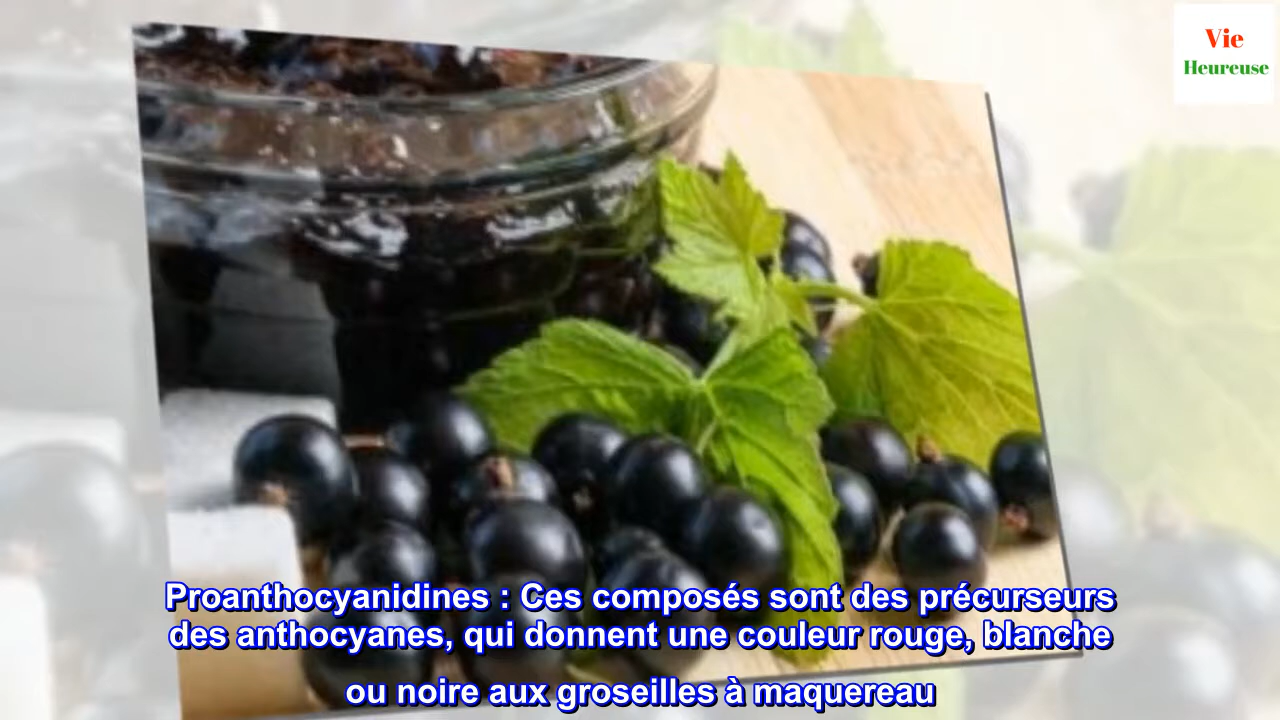 Vie
Heureuse
Proanthocyanidines : Ces composés sont des précurseurs
des anthocyanes, qui donnent une couleur rouge, blanche
ou noire aux groseilles à maquereau